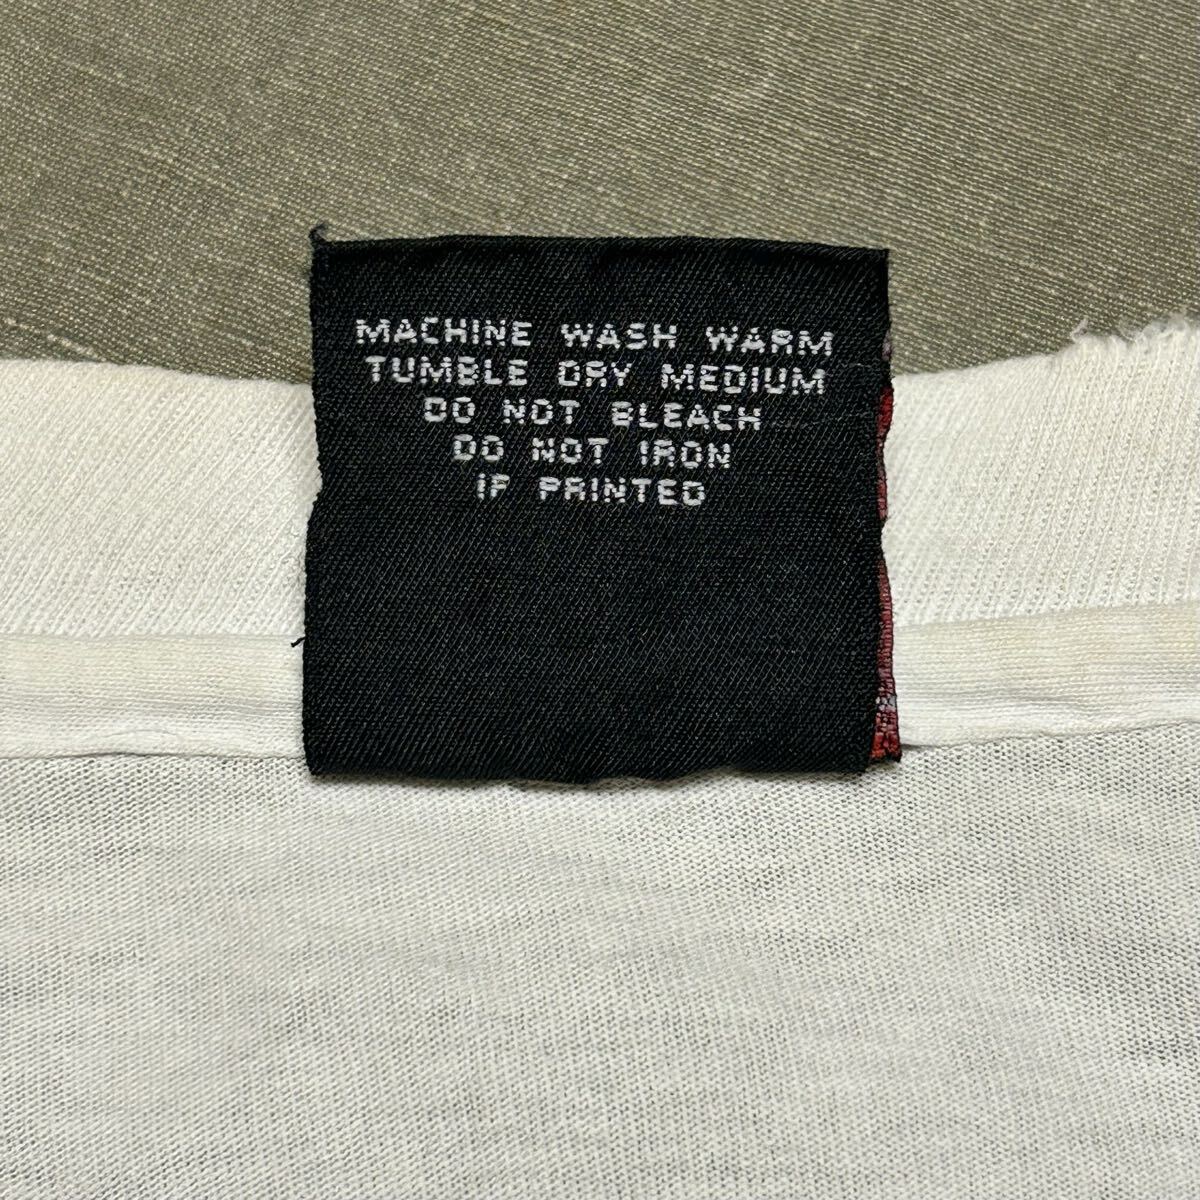 MACHINE WASH WARM
TUMBLE DRY MEDIUM
DO NOT BLEACH
DO NOT IRON
IF PRINTED